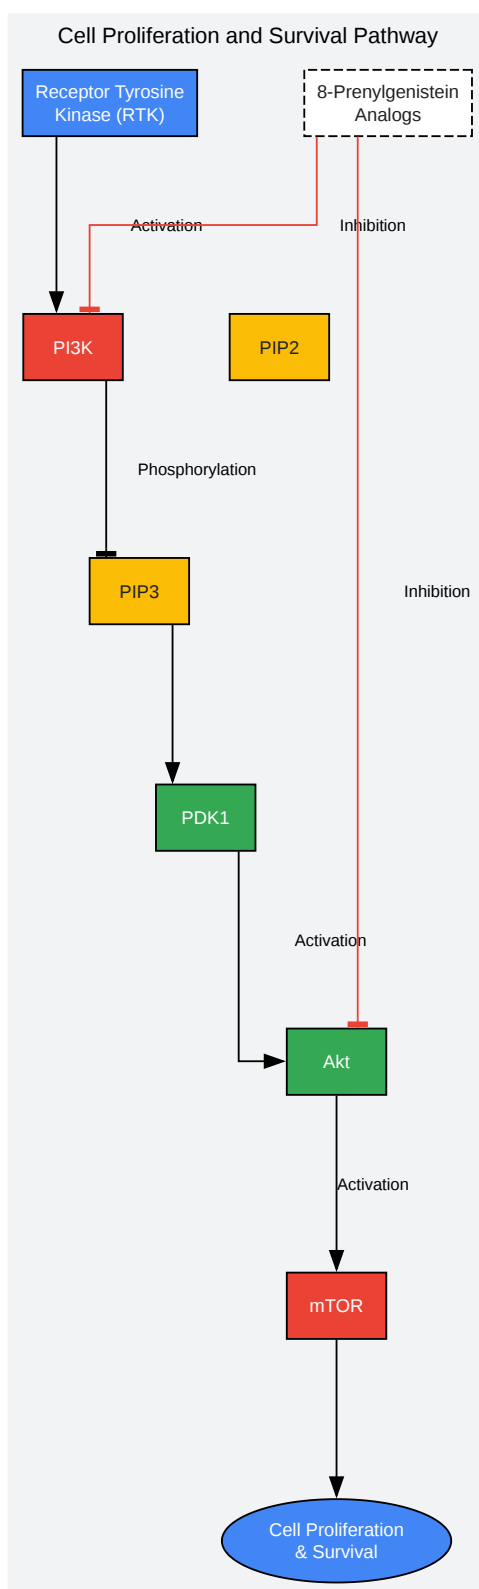 Cell Proliferation and Survival Pathway
Receptor Tyrosine
Kinase (RTK)
8-Prenylgenistein
Analogs
Activation
Inhibition
PI3K
PIP2
Phosphorylation
PIP3
Inhibition
PDK1
Activation
Akt
Activation
mTOR
Cell Proliferation
& Survival